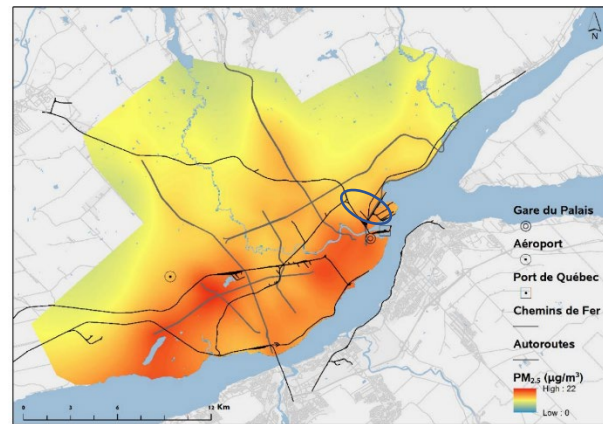 N
Gare du Palais
Aéroport
Port de Québec
Chemins de Fer
Autoroutes
PM2.5 (µg/m³)
High : 22
Low : 0
0 3 6 12 Km